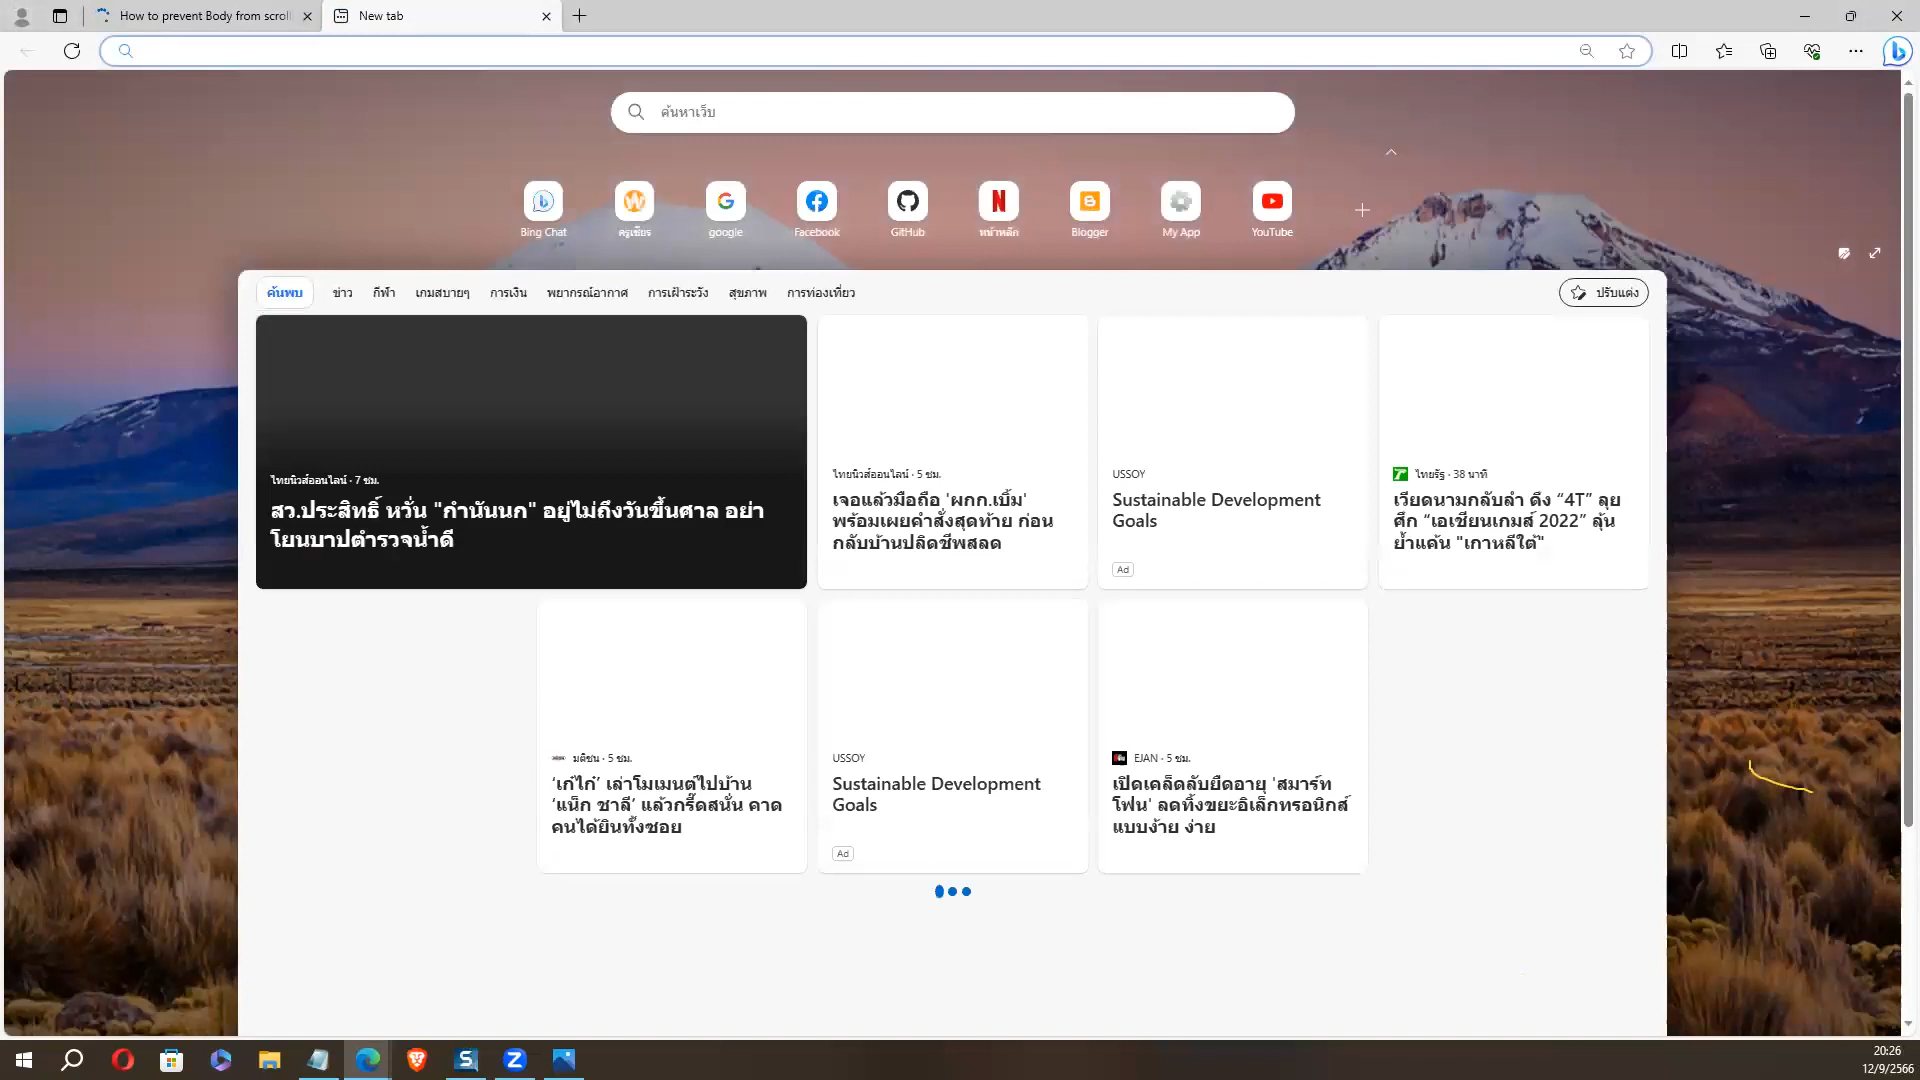 How to prevent Body from scroll
New tab
ค้นหาเว็บ
Bing Chat
ครูเชียร
google
Facebook
GitHub
หน้าหลัก
Blogger
My App
YouTube
ค้นพบ
ข่าว
กีฬา
เกมสบายๆ
การเงิน
พยากรณ์อากาศ
การเฝ้าระวัง
สุขภาพ
การท่องเที่ยว
ปรับแต่ง
ไทยนิวส์ออนไลน์ · 7 ชม.
สว.ประสิทธิ์ หวั่น "กำนันนก" อยู่ไม่ถึงวันขึ้นศาล อย่า
โยนบาปตำรวจน้ำดี
ไทยนิวส์ออนไลน์ · 5 ชม.
เจอแล้วมือถือ 'ผกก.เบิ้ม'
พร้อมเผยคำสั่งสุดท้าย ก่อน
กลับบ้านปลิดชีพสลด
USSOY
Sustainable Development
Goals
Ad
ไทยรัฐ · 38 นาที
เวียดนามกลับลำ ดึง “4T” ลุย
ศึก “เอเชียนเกมส์ 2022” ลุ้น
ย้ำแค้น "เกาหลีใต้"
มติชน · 5 ชม.
‘เก๋ไก๋’ เล่าโมเมนต์ไปบ้าน
‘แน็ก ชาลี’ แล้วกรี๊ดสนั่น คาด
คนได้ยินทั้งซอย
USSOY
Sustainable Development
Goals
Ad
EJAN · 5 ชม.
เปิดเคล็ดลับยืดอายุ 'สมาร์ท
โฟน' ลดทิ้งขยะอิเล็กทรอนิกส์
แบบง้าย ง่าย
20:26
12/9/2566